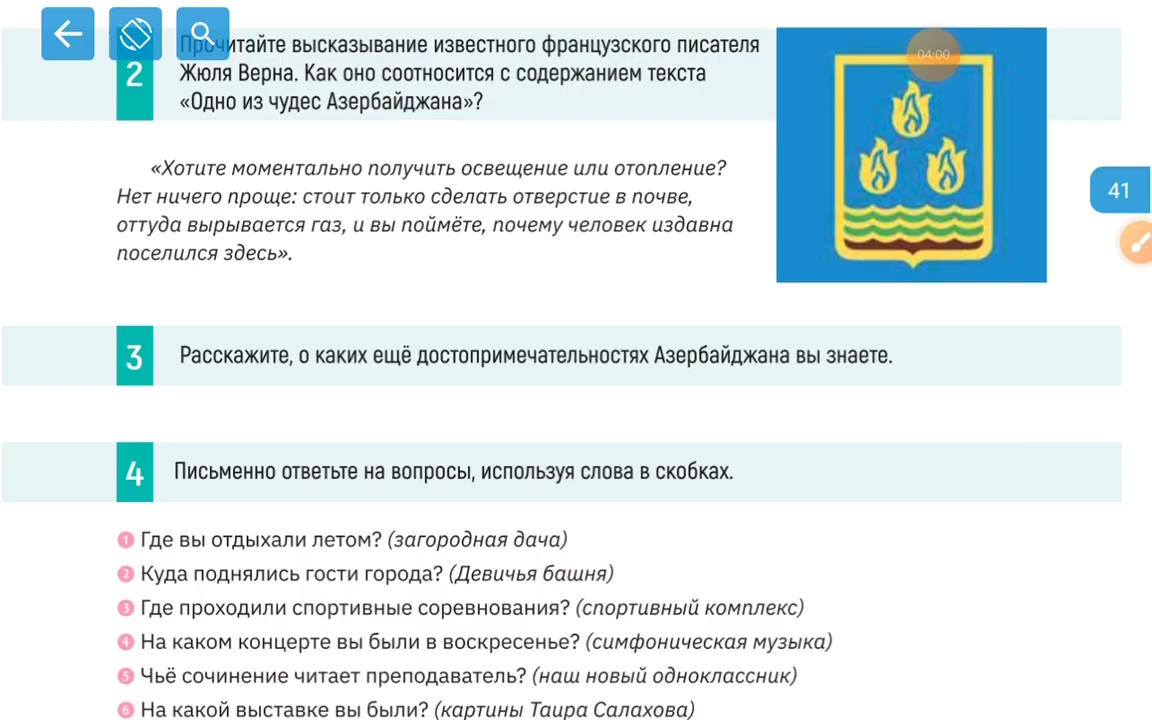 04:00
2
Прочитайте высказывание известного французского писателя
Жюля Верна. Как оно соотносится с содержанием текста
«Одно из чудес Азербайджана»?
«Хотите моментально получить освещение или отопление?
Нет ничего проще: стоит только сделать отверстие в почве,
оттуда вырывается газ, и вы поймёте, почему человек издавна
поселился здесь».
41
3 Расскажите, о каких ещё достопримечательностях Азербайджана вы знаете.
4 Письменно ответьте на вопросы, используя слова в скобках.
1 Где вы отдыхали летом? (загородная дача)
2 Куда поднялись гости города? (Девичья башня)
3 Где проходили спортивные соревнования? (спортивный комплекс)
4 На каком концерте вы были в воскресенье? (симфоническая музыка)
5 Чьё сочинение читает преподаватель? (наш новый одноклассник)
6 На какой выставке вы были? (картины Таира Салахова)